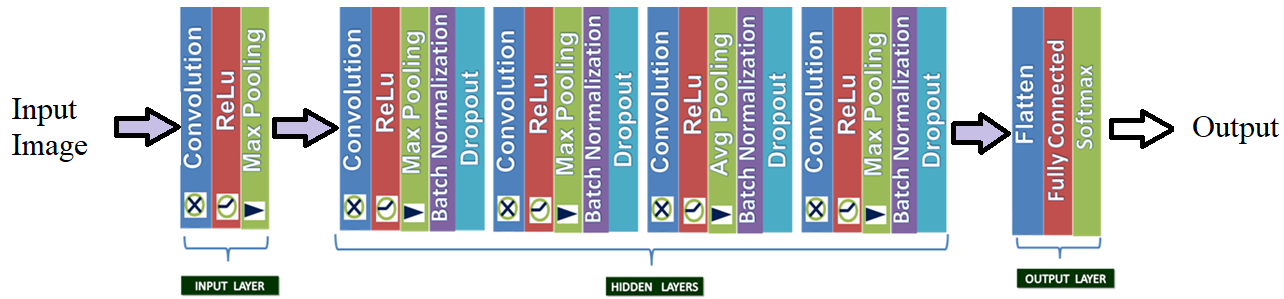 Input
Image
Convolution
ReLu
Max Pooling
Convolution
ReLu
Max Pooling
Batch Normalization
Dropout
Convolution
ReLu
Max Pooling
Batch Normalization
Dropout
Convolution
ReLu
Avg Pooling
Batch Normalization
Dropout
Convolution
ReLu
Max Pooling
Batch Normalization
Dropout
Flatten
Fully Connected
Softmax
Output
INPUT LAYER
HIDDEN LAYERS
OUTPUT LAYER